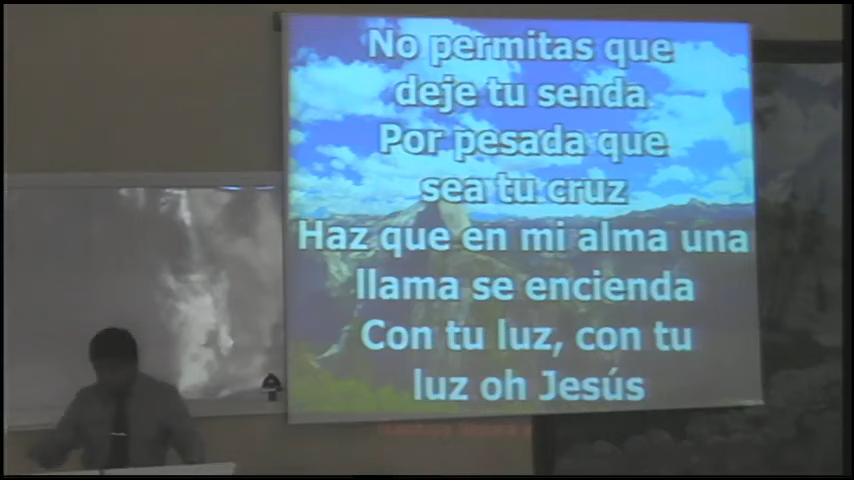 No permitas que
deje tu senda
Por pesada que
sea tu cruz
Haz que en mi alma una
llama se encienda
Con tu luz, con tu
luz oh Jesús